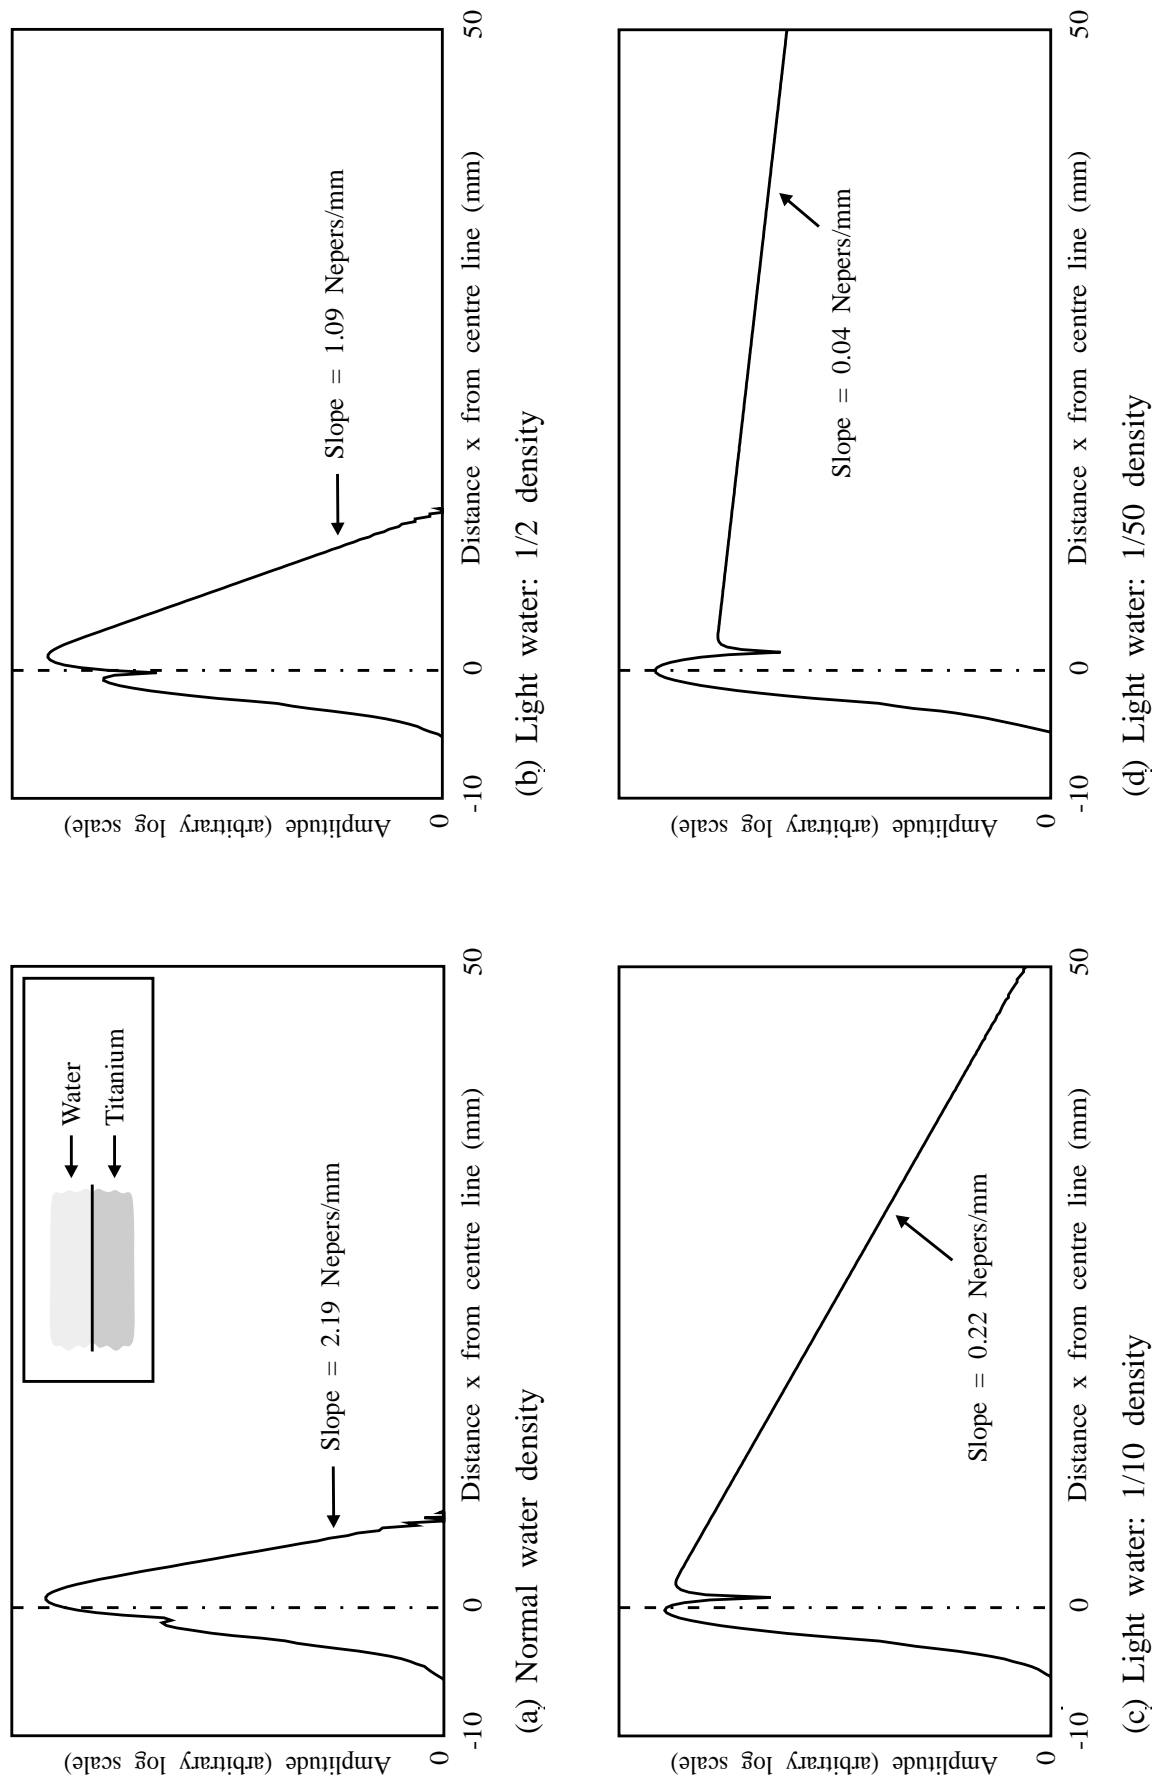 Amplitude (arbitrary log scale)
0
Water
Titanium
Slope = 2.19 Nepers/mm
-10
0
50
Distance x from centre line (mm)
(a) Normal water density
Amplitude (arbitrary log scale)
0
Slope = 1.09 Nepers/mm
-10
0
50
Distance x from centre line (mm)
(b) Light water: 1/2 density
Amplitude (arbitrary log scale)
0
Slope = 0.22 Nepers/mm
-10
0
50
Distance x from centre line (mm)
(c) Light water: 1/10 density
Amplitude (arbitrary log scale)
0
Slope = 0.04 Nepers/mm
-10
0
50
Distance x from centre line (mm)
(d) Light water: 1/50 density